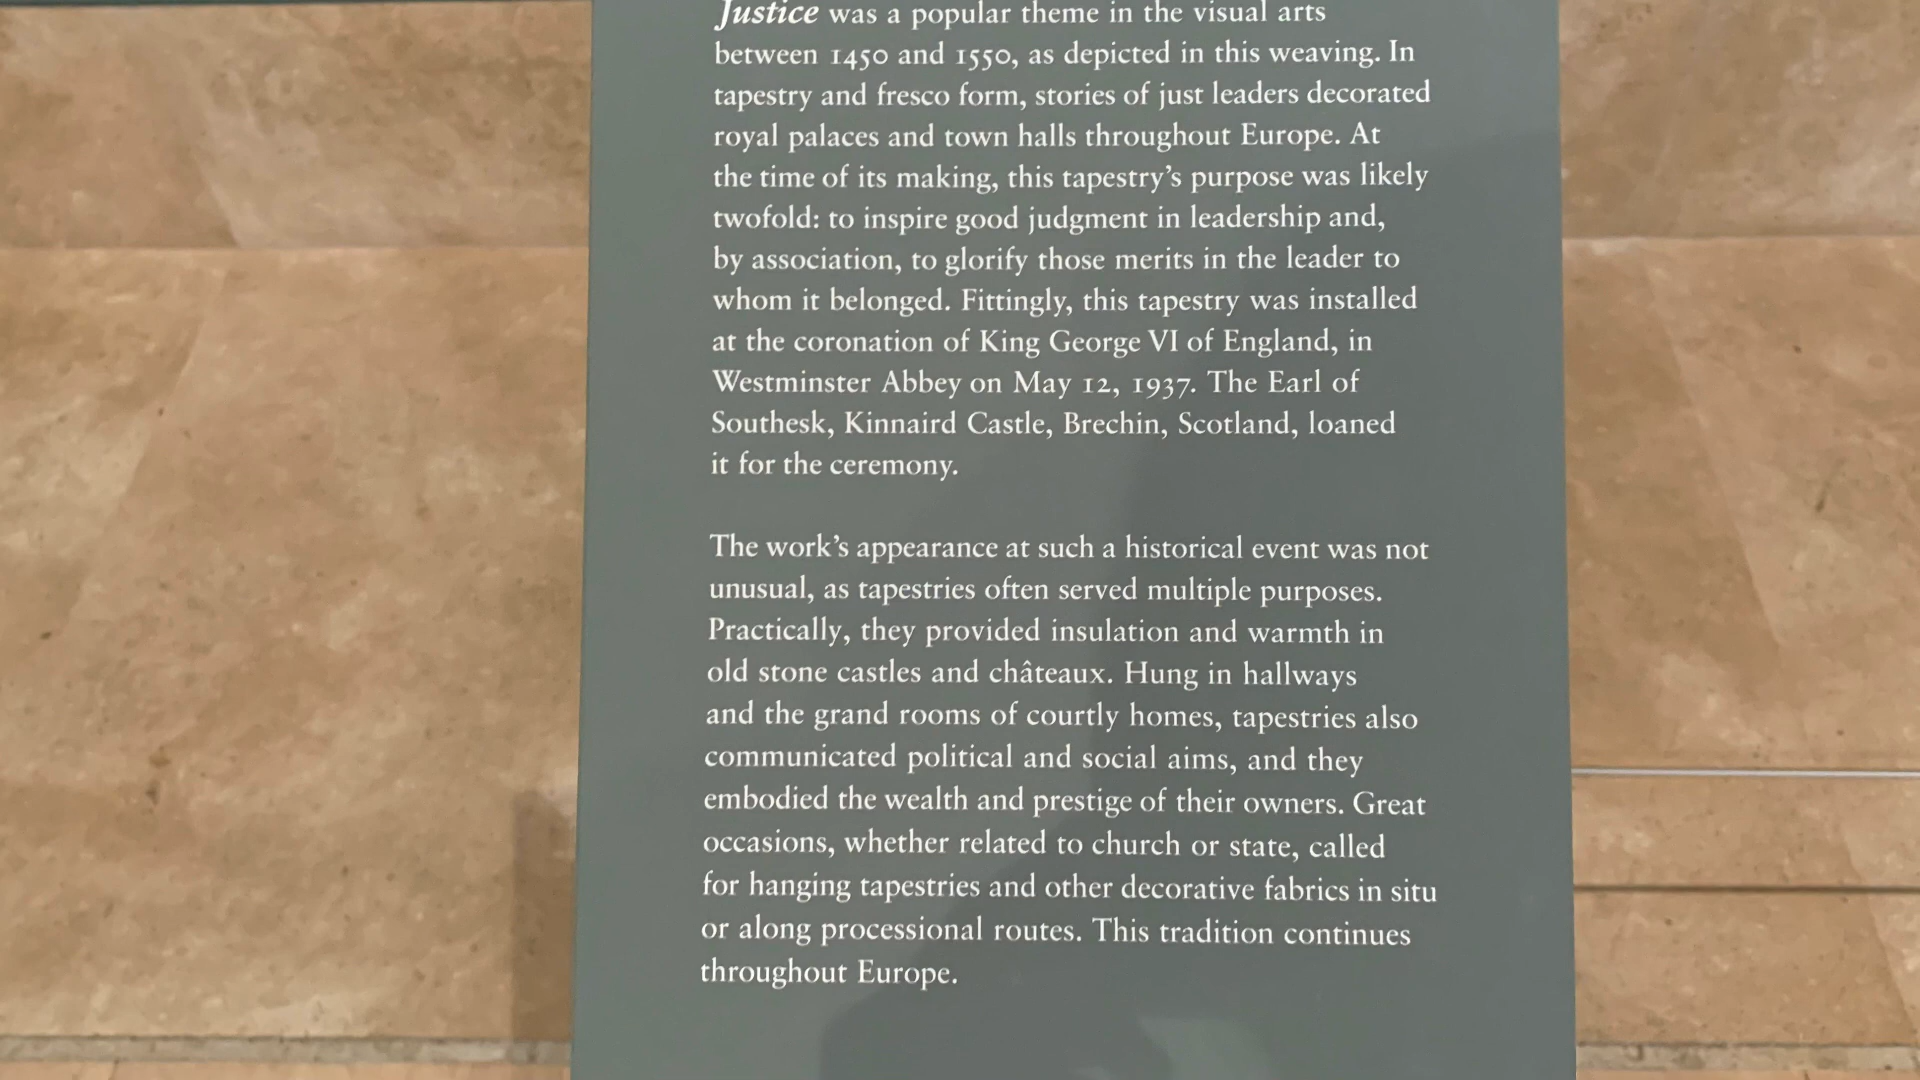 Justice was a popular theme in the visual arts
between 1450 and 1550, as depicted in this weaving. In
tapestry and fresco form, stories of just leaders decorated
royal palaces and town halls throughout Europe. At
the time of its making, this tapestry’s purpose was likely
twofold: to inspire good judgment in leadership and,
by association, to glorify those merits in the leader to
whom it belonged. Fittingly, this tapestry was installed
at the coronation of King George VI of England, in
Westminster Abbey on May 12, 1937. The Earl of
Southesk, Kinnaird Castle, Brechin, Scotland, loaned
it for the ceremony.
The work’s appearance at such a historical event was not
unusual, as tapestries often served multiple purposes.
Practically, they provided insulation and warmth in
old stone castles and châteaux. Hung in hallways
and the grand rooms of courtly homes, tapestries also
communicated political and social aims, and they
embodied the wealth and prestige of their owners. Great
occasions, whether related to church or state, called
for hanging tapestries and other decorative fabrics in situ
or along processional routes. This tradition continues
throughout Europe.